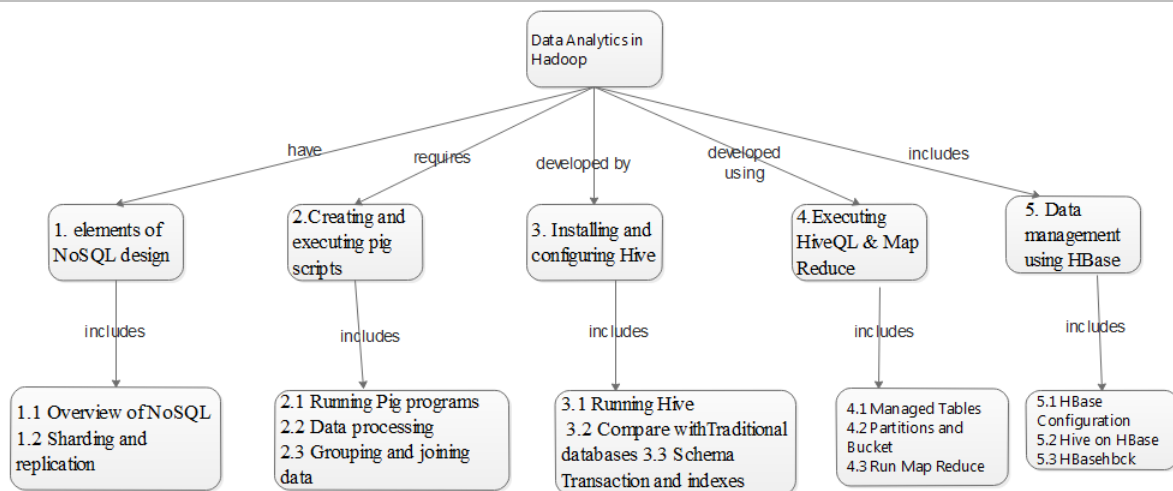 Data Analytics in
Hadoop
have
requires
developed by
developed
using
includes
1. elements of
NoSQL design
2.Creating and
executing pig
scripts
3. Installing and
configuring Hive
4.Executing
HiveQL & Map
Reduce
5. Data
management
using HBase
includes
includes
includes
includes
includes
1.1 Overview of NoSQL
1.2 Sharding and
replication
2.1 Running Pig programs
2.2 Data processing
2.3 Grouping and joining
data
3.1 Running Hive
3.2 Compare withTraditional
databases 3.3 Schema
Transaction and indexes
4.1 Managed Tables
4.2 Partitions and
Bucket
4.3 Run Map Reduce
5.1 HBase
Configuration
5.2 Hive on HBase
5.3 HBasehbck